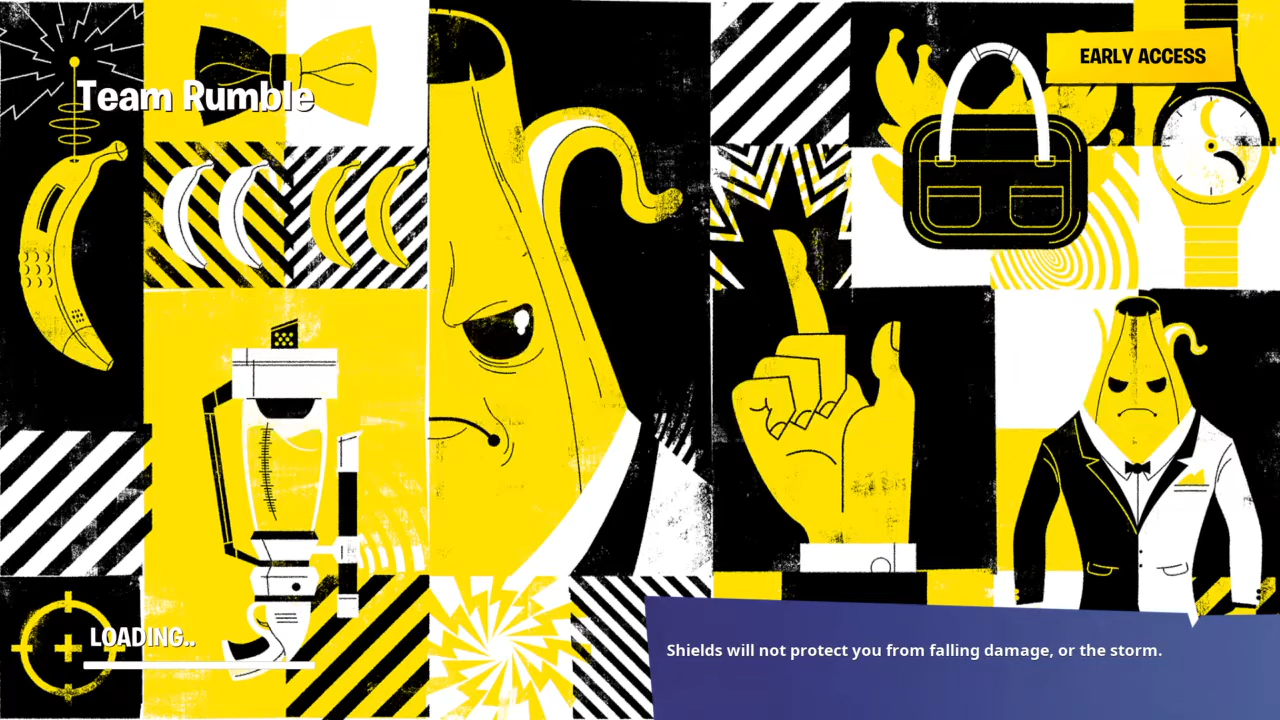 EARLY ACCESS
Team Rumble
LOADING..
Shields will not protect you from falling damage, or the storm.